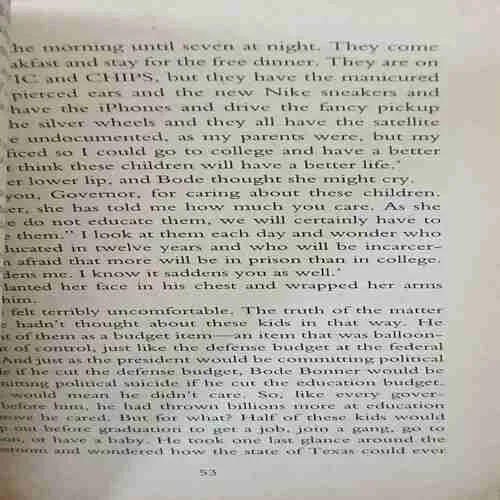 he morning until seven at night. They come
akfast and stay for the free dinner. They are on
IC and CHIPS, but they have the manicured
pierced ears and the new Nike sneakers and
have the iPhones and drive the fancy pickup
he silver wheels and they all have the satellite
e undocumented, as my parents were, but my
ficed so I could go to college and have a better
t think these children will have a better life.'
er lower lip, and Bode thought she might cry.
you, Governor, for caring about these children.
er, she has told me how much you care. As she
e do not educate them, we will certainly have to
e them." I look at them each day and wonder who
ducated in twelve years and who will be incarcer-
n afraid that more will be in prison than in college.
dens me. I know it saddens you as well.'
lanted her face in his chest and wrapped her arms
him.
felt terribly uncomfortable. The truth of the matter
e hadn't thought about these kids in that way. He
nt of them as a budget item—an item that was balloon-
t of control, just like the defense budget at the federal
And just as the president would be committing political
le if he cut the defense budget, Bode Bonner would be
nitting political suicide if he cut the education budget.
would mean he didn't care. So, like every gover-
before him, he had thrown billions more at education
rove he cared. But for what? Half of these kids would
p out before graduation to get a job, join a gang, go to
on, or have a baby. He took one last glance around the
sroom and wondered how the state of Texas could ever
53